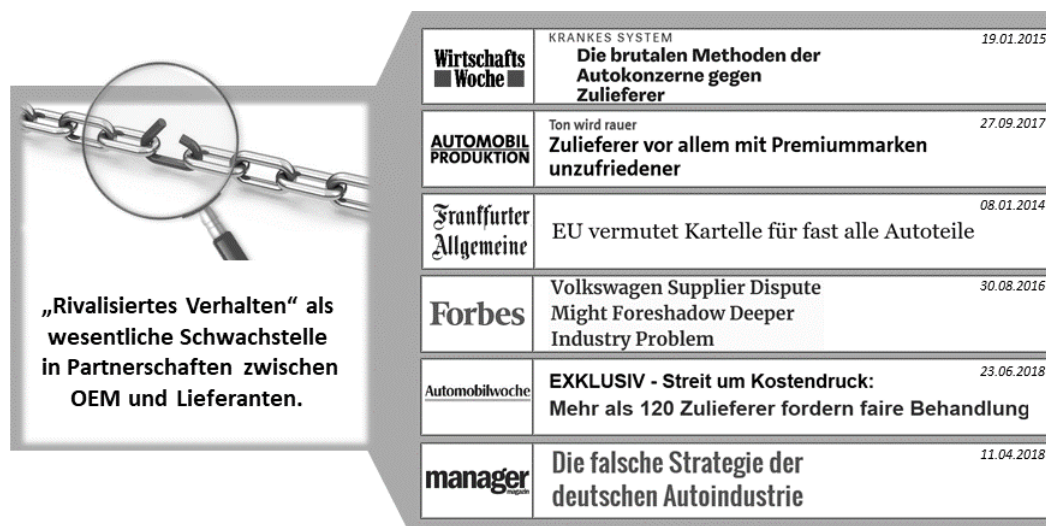 „Rivalisiertes Verhalten“ als
wesentliche Schwachstelle
in Partnerschaften zwischen
OEM und Lieferanten.
Wirtschafts
Woche
KRANKES SYSTEM
19.01.2015
Die brutalen Methoden der
Autokonzerne gegen
Zulieferer
AUTOMOBIL
PRODUKTION
Ton wird rauer
27.09.2017
Zulieferer vor allem mit Premiummarken
unzufriedener
Frankfurter
Allgemeine
08.01.2014
EU vermutet Kartelle für fast alle Autoteile
Forbes
30.08.2016
Volkswagen Supplier Dispute
Might Foreshadow Deeper
Industry Problem
Automobilwoche
23.06.2018
EXKLUSIV - Streit um Kostendruck:
Mehr als 120 Zulieferer fordern faire Behandlung
manager
magazin
11.04.2018
Die falsche Strategie der
deutschen Autoindustrie